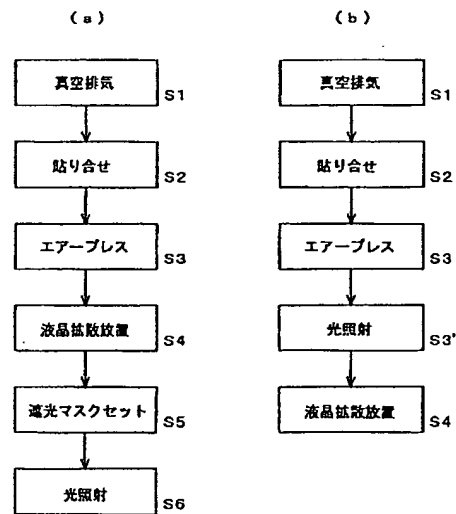 (a)
真空排気
S1
貼り合せ
S2
エアープレス
S3
液晶拡散放置
S4
遮光マスクセット
S5
光照射
S6
(b)
真空排気
S1
貼り合せ
S2
エアープレス
S3
光照射
S3'
液晶拡散放置
S4